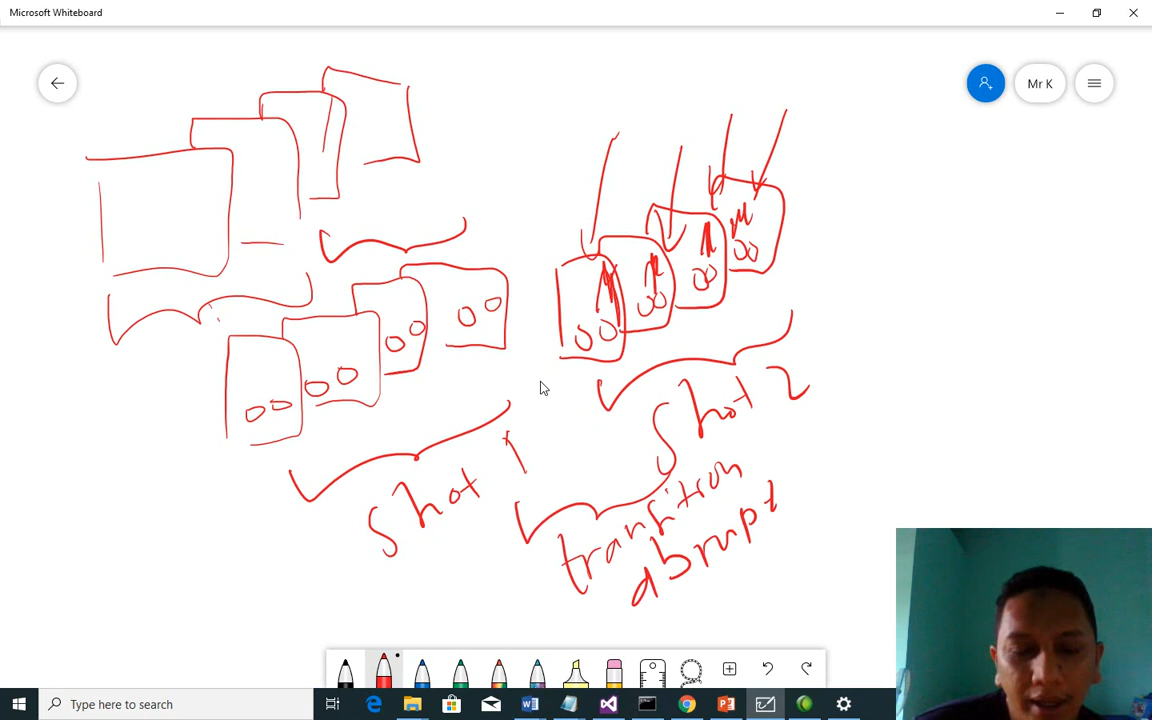 Microsoft Whiteboard
Mr K
Shot 1
Shot 2
transition
abrupt
Type here to search